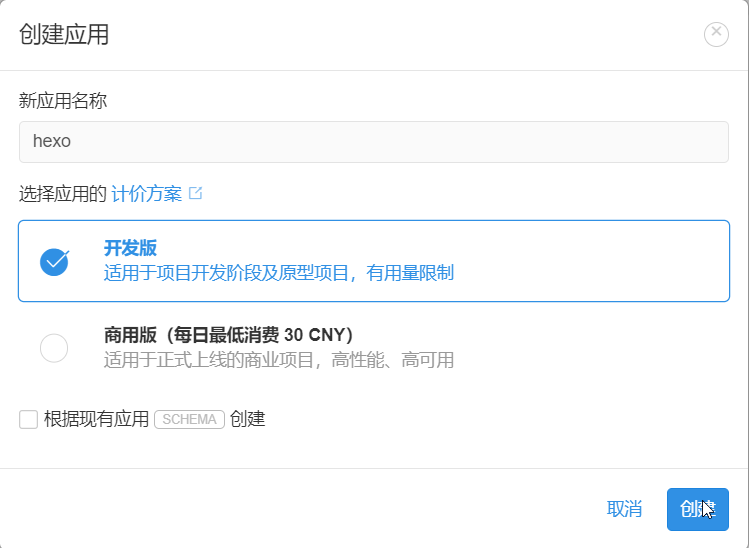 创建应用
新应用名称
hexo
选择应用的 计价方案
开发版
适用于项目开发阶段及原型项目，有用量限制
商用版（每日最低消费 30 CNY）
适用于正式上线的商业项目，高性能、高可用
根据现有应用 SCHEMA 创建
取消 创建